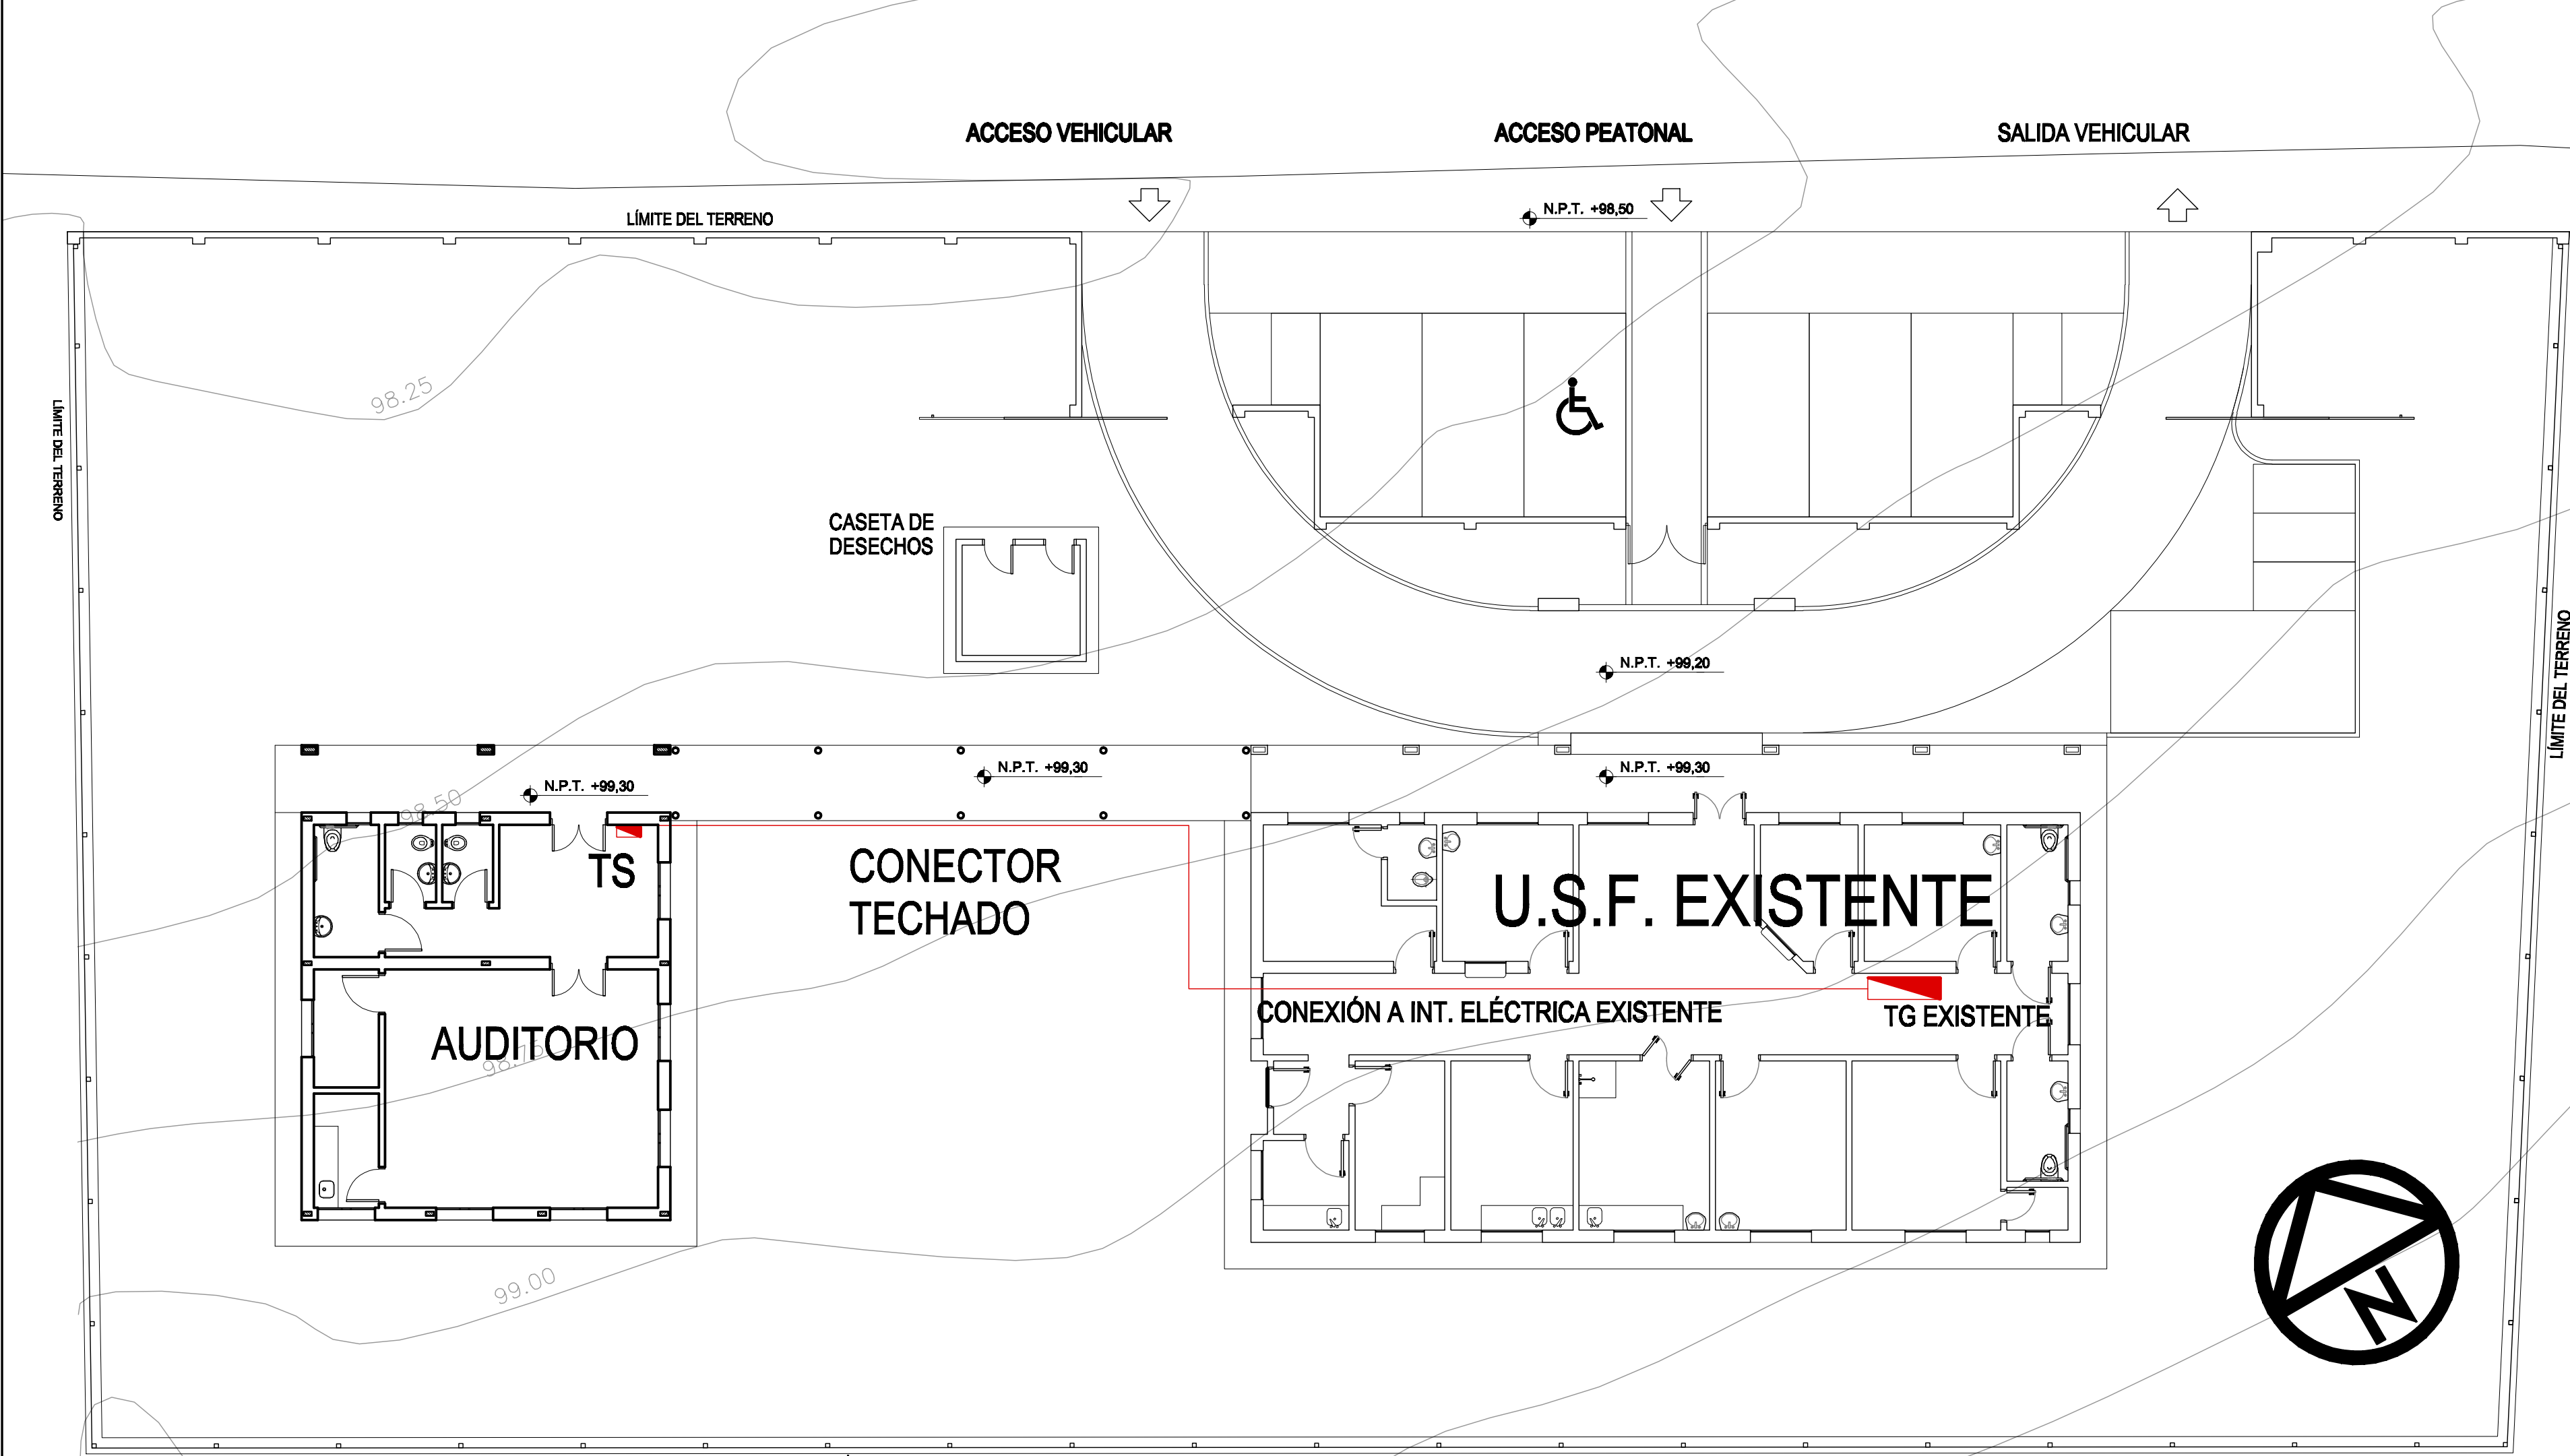 ACCESO VEHICULAR
ACCESO PEATONAL
SALIDA VEHICULAR
LÍMITE DEL TERRENO
N.P.T. +98,50
98.25
LÍMITE DEL TERRENO
CASETA DE
DESECHOS
LÍMITE DEL TERRENO
N.P.T. +99,20
N.P.T. +99,30
N.P.T. +99,30
N.P.T. +99,30
98.50
TS
CONECTOR
TECHADO
U.S.F. EXISTENTE
CONEXIÓN A INT. ELÉCTRICA EXISTENTE
TG EXISTENTE
AUDITORIO
98.75
99.00
N